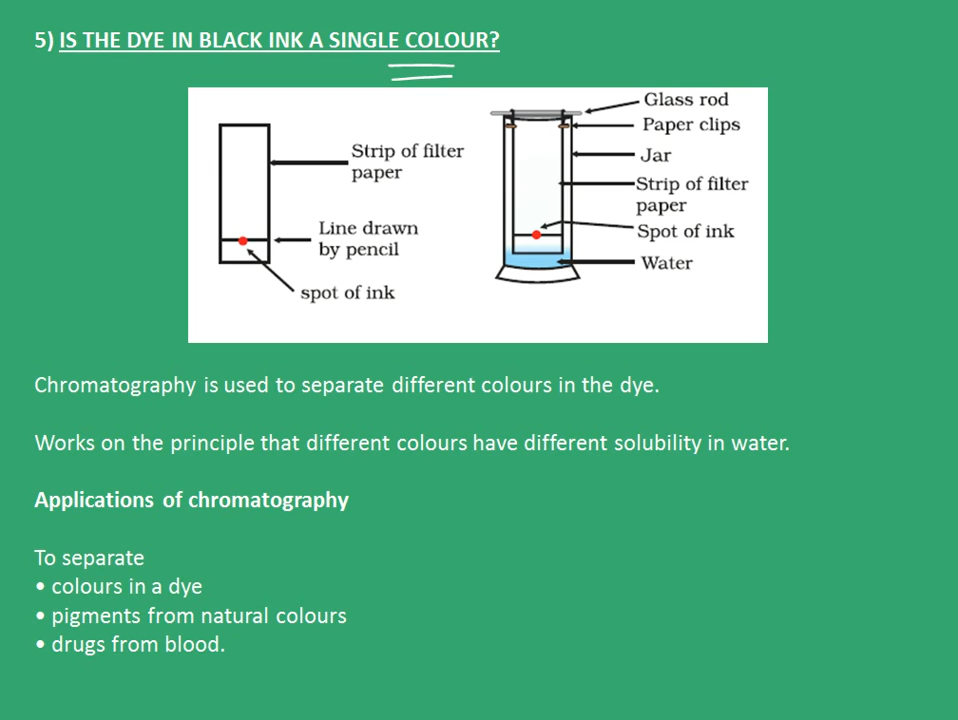 5) IS THE DYE IN BLACK INK A SINGLE COLOUR?
Strip of filter
paper
Line drawn
by pencil
spot of ink
Glass rod
Paper clips
Jar
Strip of filter
paper
Spot of ink
Water
Chromatography is used to separate different colours in the dye.
Works on the principle that different colours have different solubility in water.
Applications of chromatography
To separate
• colours in a dye
• pigments from natural colours
• drugs from blood.